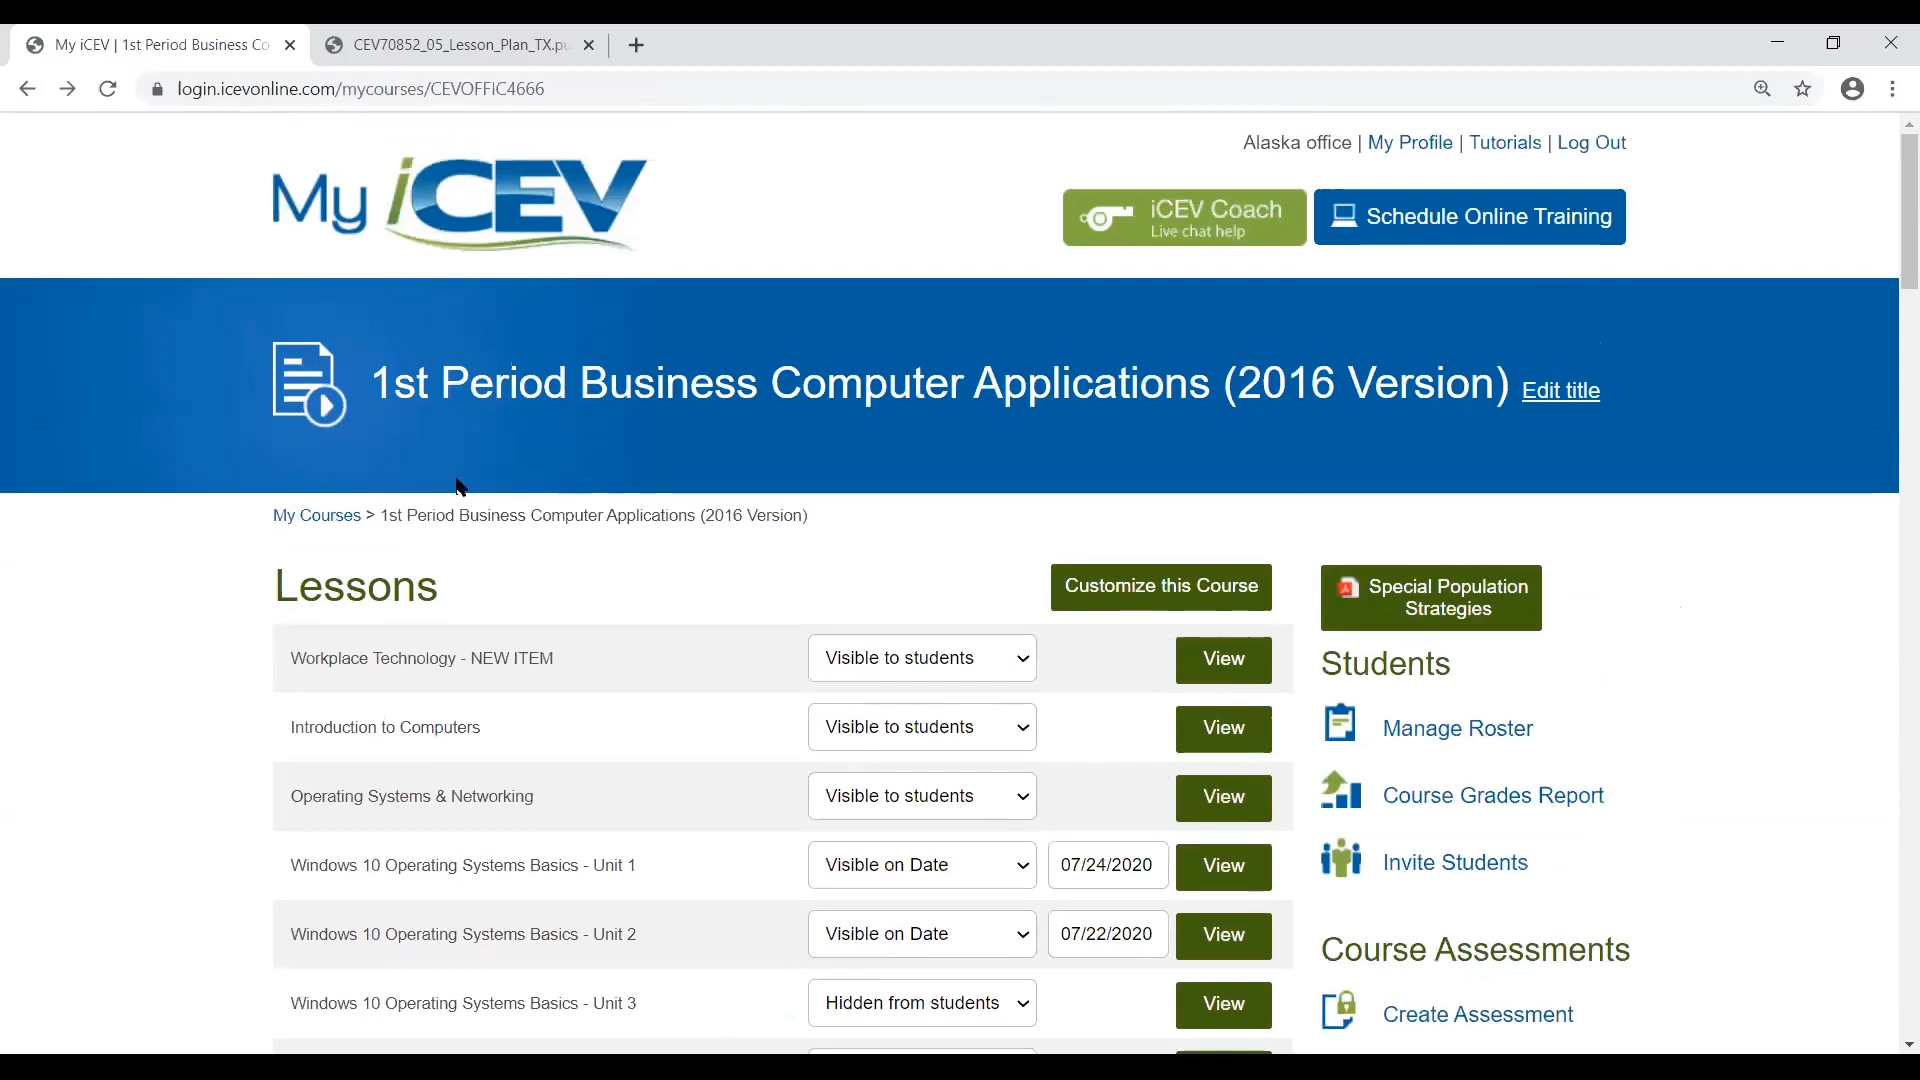 My iCEV | 1st Period Business Co
CEV70852_05_Lesson_Plan_TX.pu
login.icevonline.com/mycourses/CEVOFFIC4666
Alaska office | My Profile | Tutorials | Log Out
My iCEV
iCEV Coach
Live chat help
Schedule Online Training
1st Period Business Computer Applications (2016 Version) Edit title
My Courses > 1st Period Business Computer Applications (2016 Version)
Lessons
Customize this Course
Workplace Technology - NEW ITEM Visible to students View
Introduction to Computers Visible to students View
Operating Systems & Networking Visible to students View
Windows 10 Operating Systems Basics - Unit 1 Visible on Date 07/24/2020 View
Windows 10 Operating Systems Basics - Unit 2 Visible on Date 07/22/2020 View
Windows 10 Operating Systems Basics - Unit 3 Hidden from students View
Special Population
Strategies
Students
Manage Roster
Course Grades Report
Invite Students
Course Assessments
Create Assessment